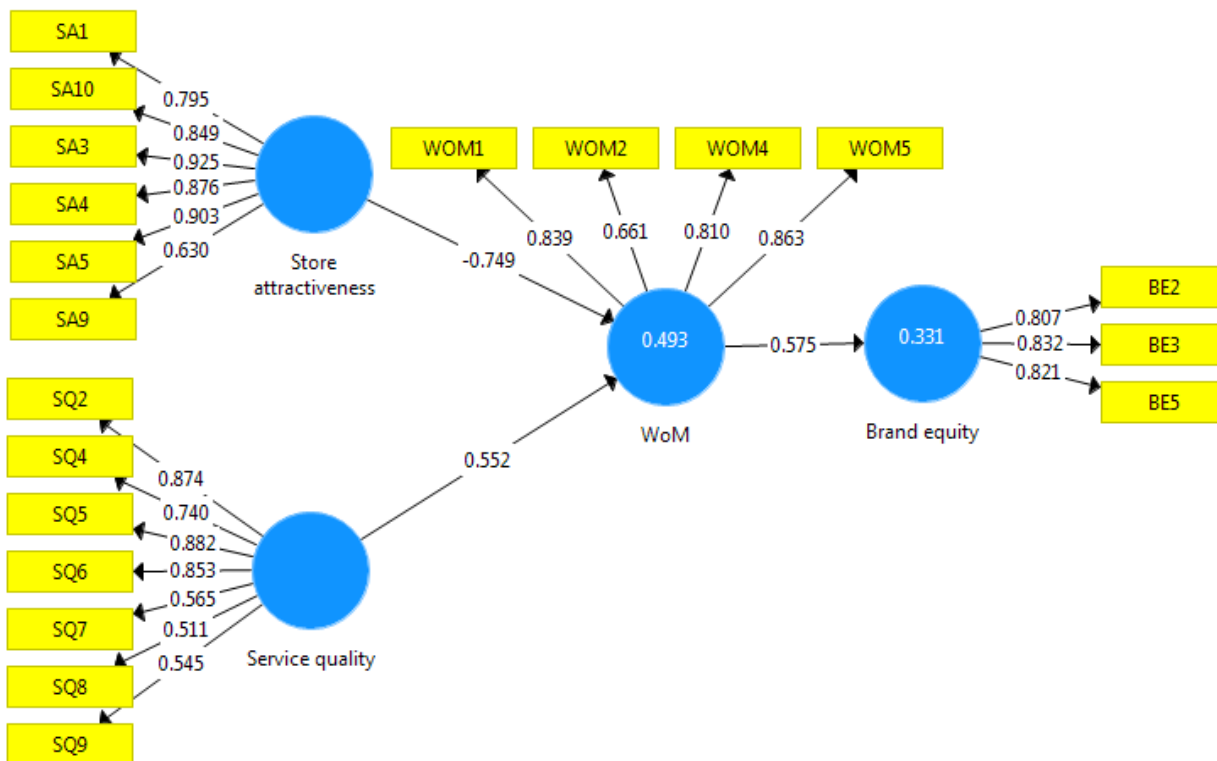 SA1
SA10
SA3
SA4
SA5
SA9
0.795
0.849
0.925
0.876
0.903
0.630
Store
attractiveness
WOM1
WOM2
WOM4
WOM5
0.839
0.661
0.810
0.863
-0.749
0.493
WoM
0.575
0.331
Brand equity
0.807
0.832
0.821
BE2
BE3
BE5
SQ2
SQ4
SQ5
SQ6
SQ7
SQ8
SQ9
0.874
0.740
0.882
0.853
0.565
0.511
0.545
Service quality
0.552